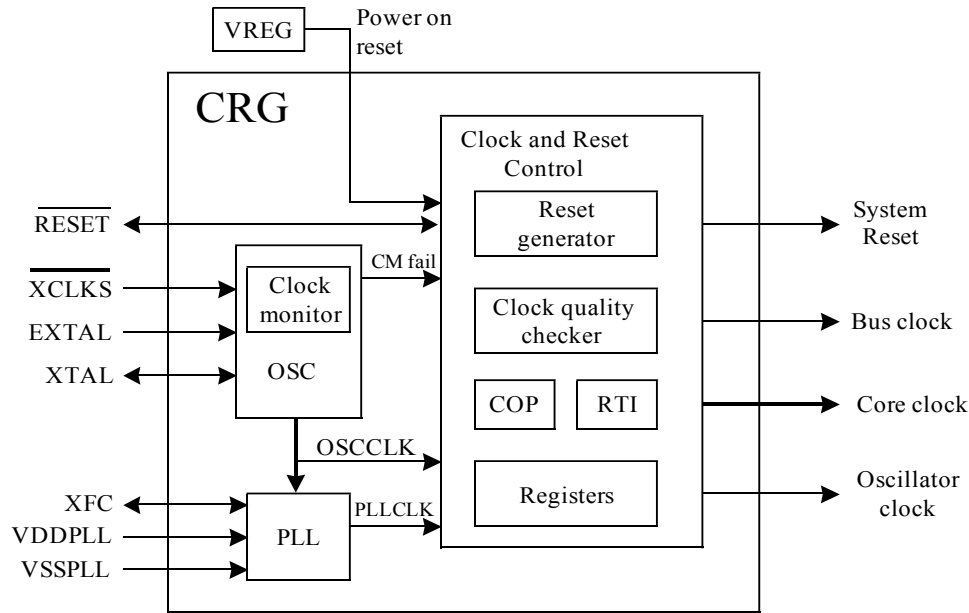 VREG
Power on
reset
CRG
Clock and Reset
Control
RESET
Reset
generator
System
Reset
CM fail
XCLKS
Clock
monitor
Clock quality
checker
Bus clock
EXTAL
XTAL
OSC
COP
RTI
Core clock
OSCCLK
XFC
PLLCLK
Registers
Oscillator
clock
VDDPLL
PLL
VSSPLL